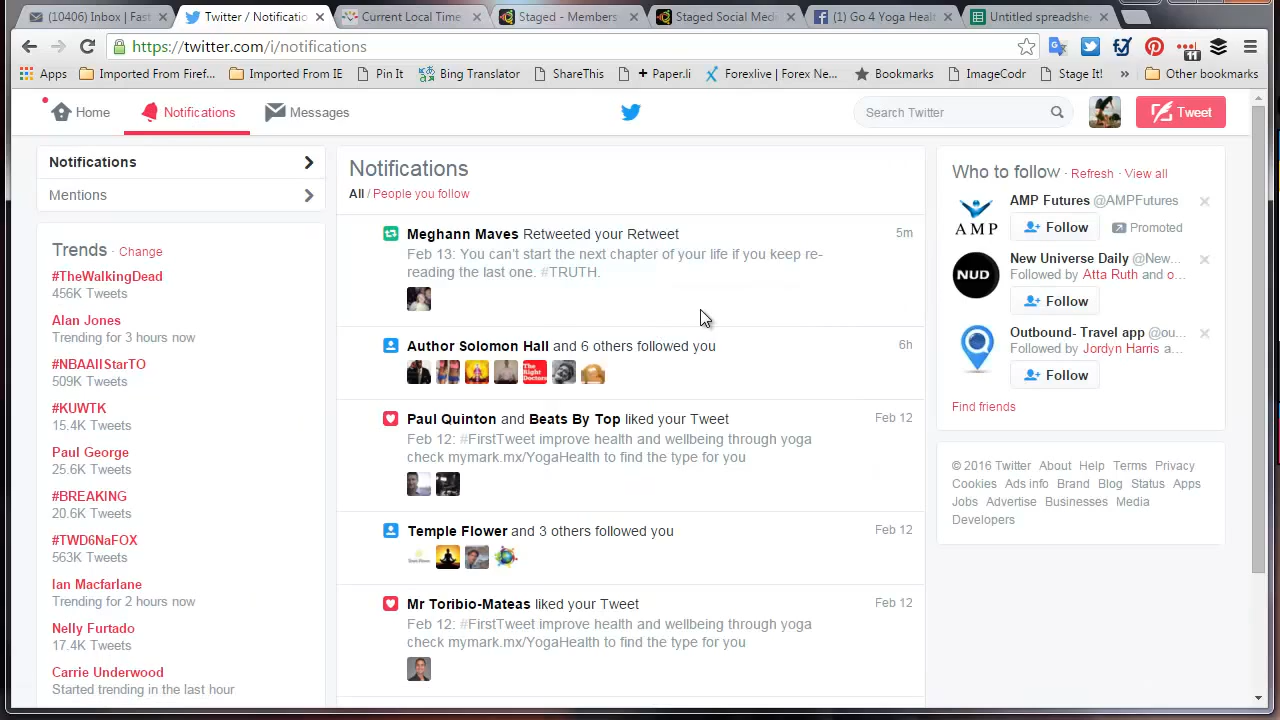 (10406) Inbox | Fast
Twitter / Notificatio
Current Local Time
Staged - Members
Staged Social Med
(1) Go 4 Yoga Heal
Untitled spreadshe
https://twitter.com/i/notifications
11
Apps
Imported From Firef...
Imported From IE
Pin It
Bing Translator
ShareThis
+ Paper.li
Forexlive | Forex Ne...
Bookmarks
ImageCodr
Stage It!
»
Other bookmarks
Home
Notifications
Messages
Search Twitter
Tweet
Notifications
Mentions
Trends · Change
#TheWalkingDead
456K Tweets
Alan Jones
Trending for 3 hours now
#NBAAllStarTO
509K Tweets
#KUWTK
15.4K Tweets
Paul George
25.6K Tweets
#BREAKING
20.6K Tweets
#TWD6NaFOX
563K Tweets
Ian Macfarlane
Trending for 2 hours now
Nelly Furtado
17.4K Tweets
Carrie Underwood
Started trending in the last hour
Notifications
All / People you follow
Meghann Maves Retweeted your Retweet 5m
Feb 13: You can't start the next chapter of your life if you keep re-
reading the last one. #TRUTH.
Author Solomon Hall and 6 others followed you 6h
The
Right
Doctors
Paul Quinton and Beats By Top liked your Tweet Feb 12
Feb 12: #FirstTweet improve health and wellbeing through yoga
check mymark.mx/YogaHealth to find the type for you
Temple Flower and 3 others followed you Feb 12
Mr Toribio-Mateas liked your Tweet Feb 12
Feb 12: #FirstTweet improve health and wellbeing through yoga
check mymark.mx/YogaHealth to find the type for you
Who to follow · Refresh · View all
AMP
AMP Futures @AMPFutures
Follow
Promoted
NUD
New Universe Daily @New...
Followed by Atta Ruth and o...
Follow
Outbound- Travel app @ou...
Followed by Jordyn Harris a...
Follow
Find friends
© 2016 Twitter About Help Terms Privacy
Cookies Ads info Brand Blog Status Apps
Jobs Advertise Businesses Media
Developers